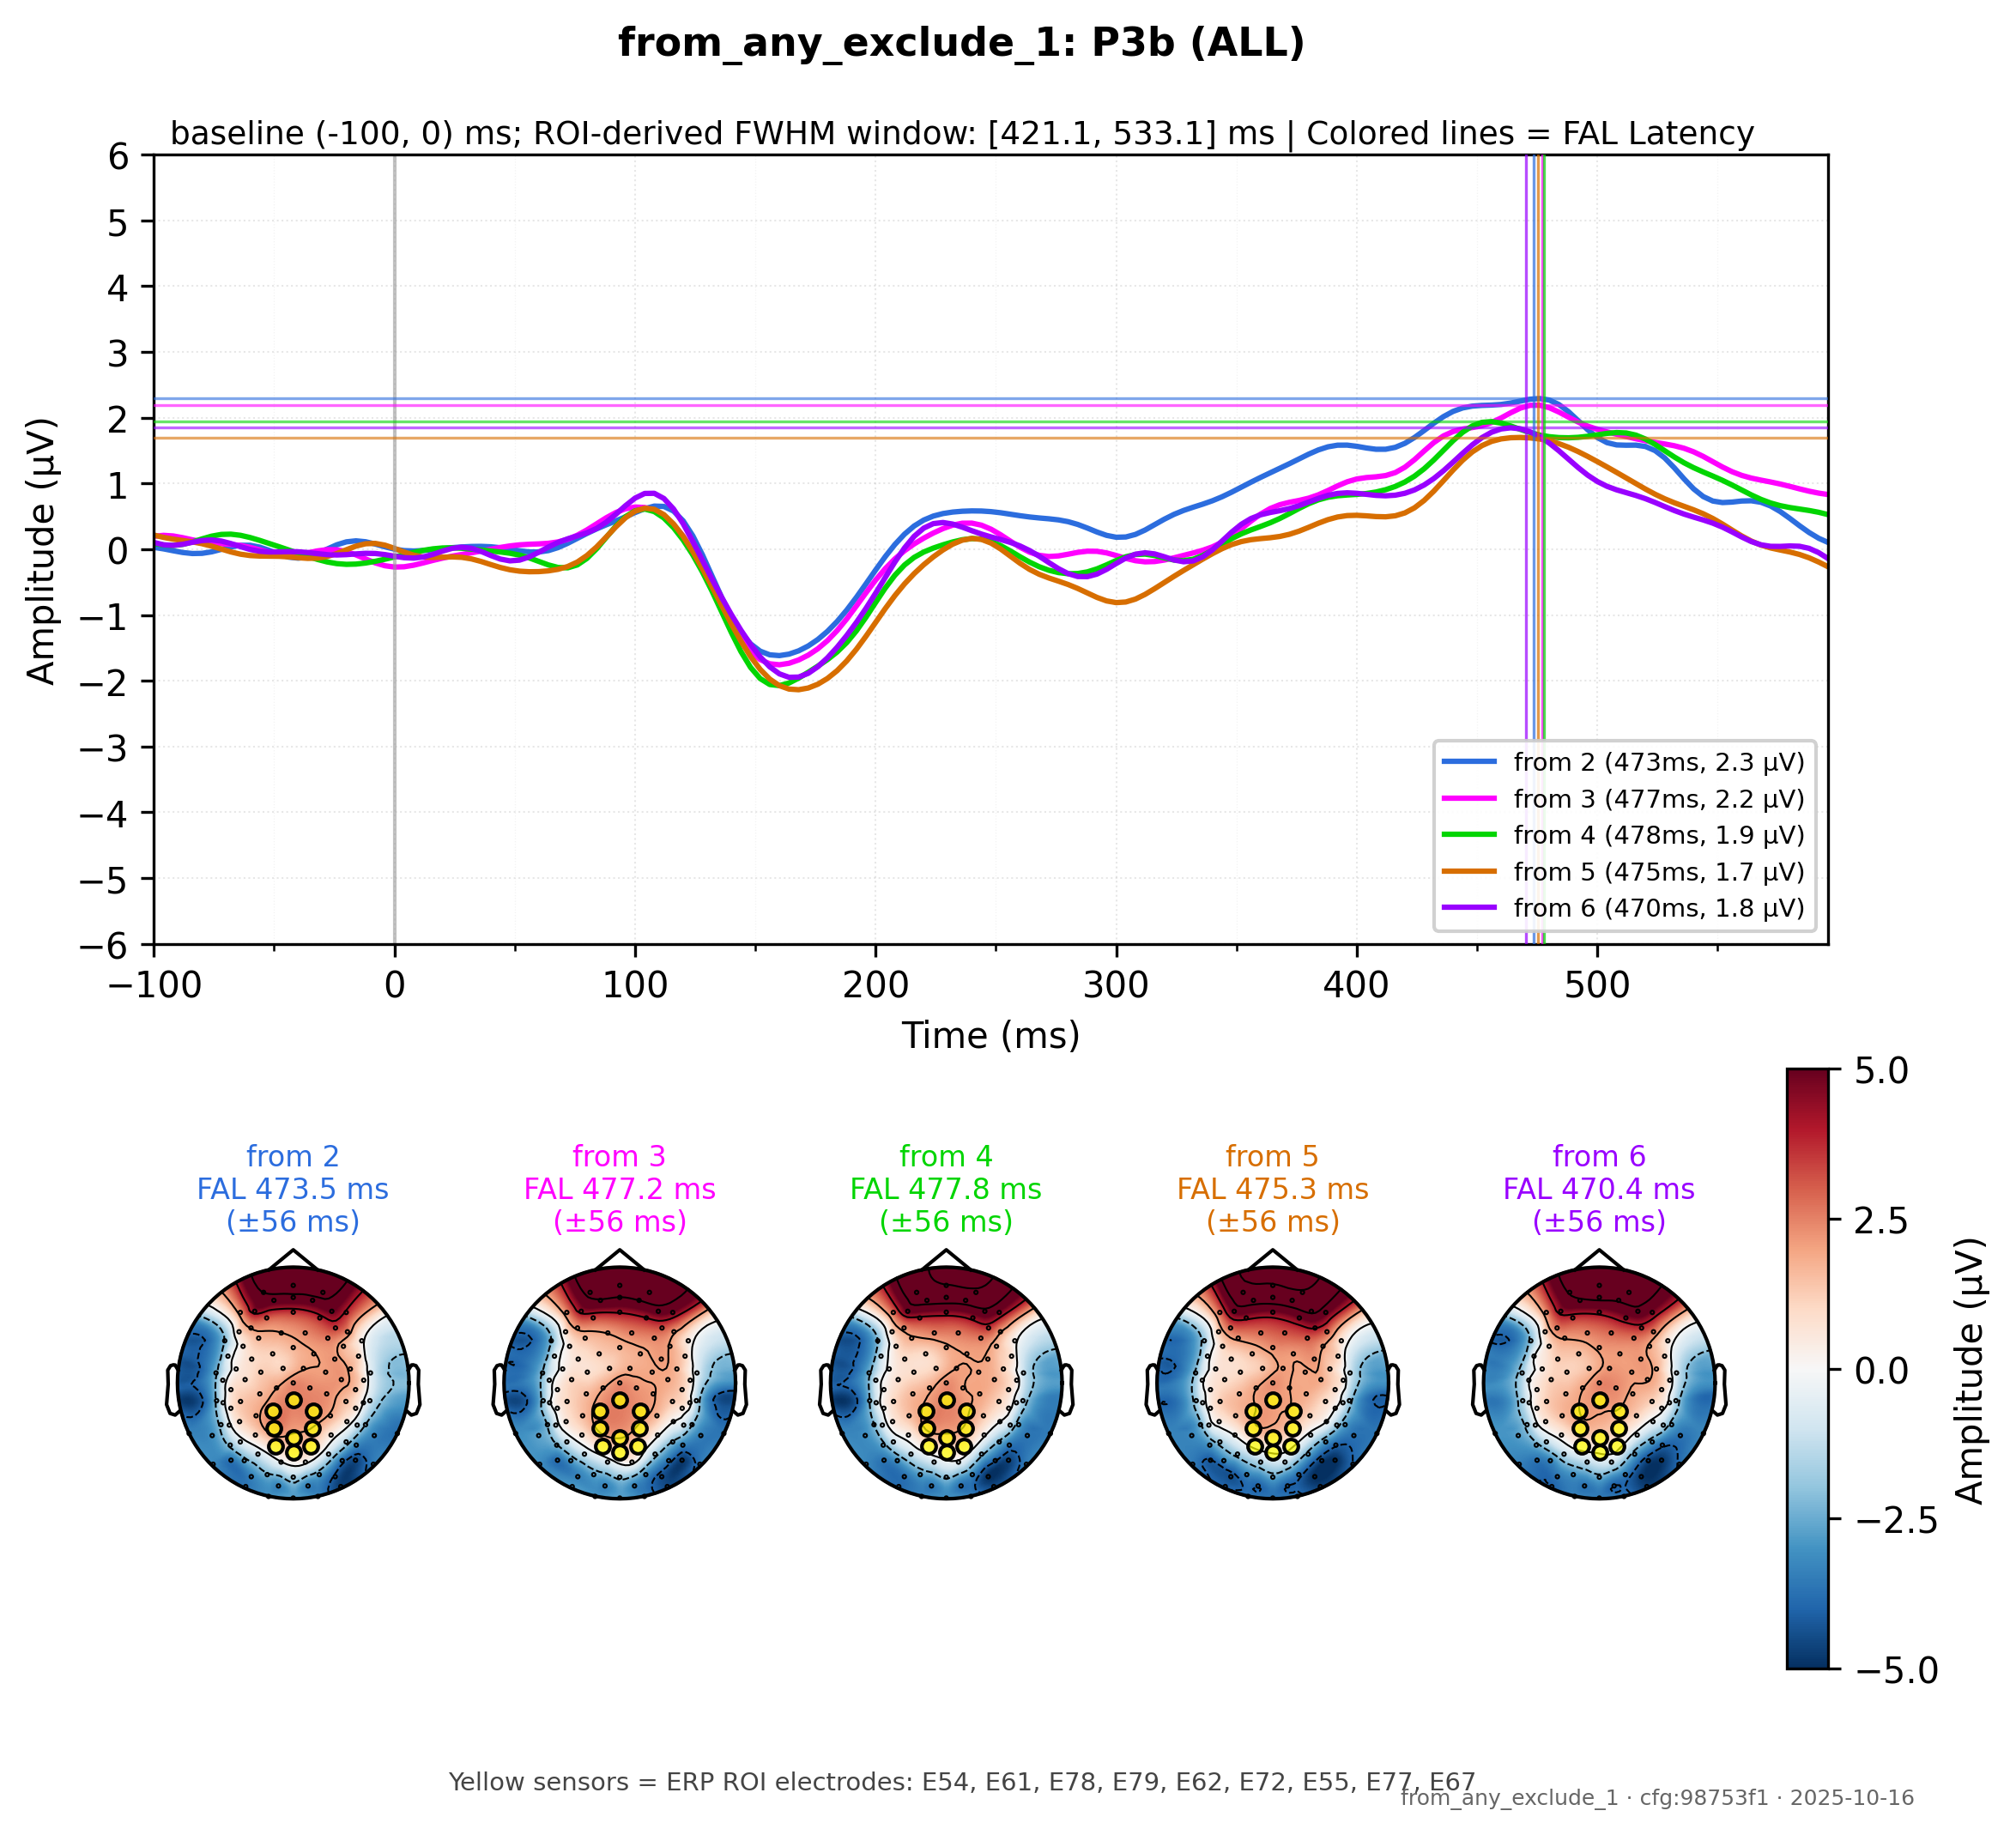 from_any_exclude_1: P3b (ALL)
baseline (-100, 0) ms; ROI-derived FWHM window: [421.1, 533.1] ms | Colored lines = FAL Latency
6
5
4
3
2
1
0
−1
−2
−3
−4
−5
−6
Amplitude (μV)
from 2 (473ms, 2.3 μV)
from 3 (477ms, 2.2 μV)
from 4 (478ms, 1.9 μV)
from 5 (475ms, 1.7 μV)
from 6 (470ms, 1.8 μV)
−100 0 100 200 300 400 500
Time (ms)
from 2
FAL 473.5 ms
(±56 ms)
from 3
FAL 477.2 ms
(±56 ms)
from 4
FAL 477.8 ms
(±56 ms)
from 5
FAL 475.3 ms
(±56 ms)
from 6
FAL 470.4 ms
(±56 ms)
5.0
2.5
0.0
−2.5
−5.0
Amplitude (μV)
Yellow sensors = ERP ROI electrodes: E54, E61, E78, E79, E62, E72, E55, E77, E67
from_any_exclude_1 · cfg:98753f1 · 2025-10-16